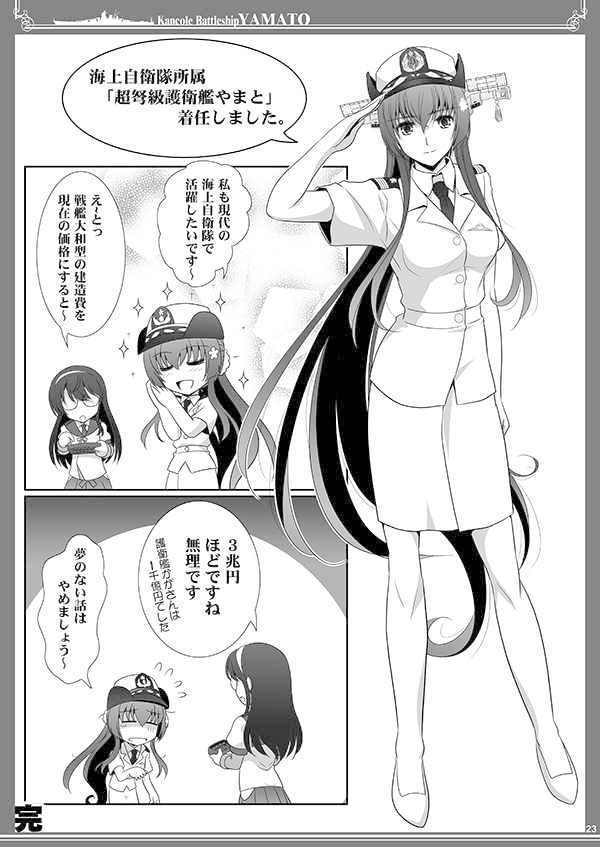 Kancole Battleship YAMATO
海上自衛隊所属
「超弩級護衛艦やまと」
着任しました。
私も現代の
海上自衛隊で
活躍したいです～
え～とっ
戦艦大和型の建造費を
現在の価格にすると～
3兆円
ほどですね
無理です
護衛艦かがさんは
1千億円でした
夢のない話は
やめましょう～
完
23